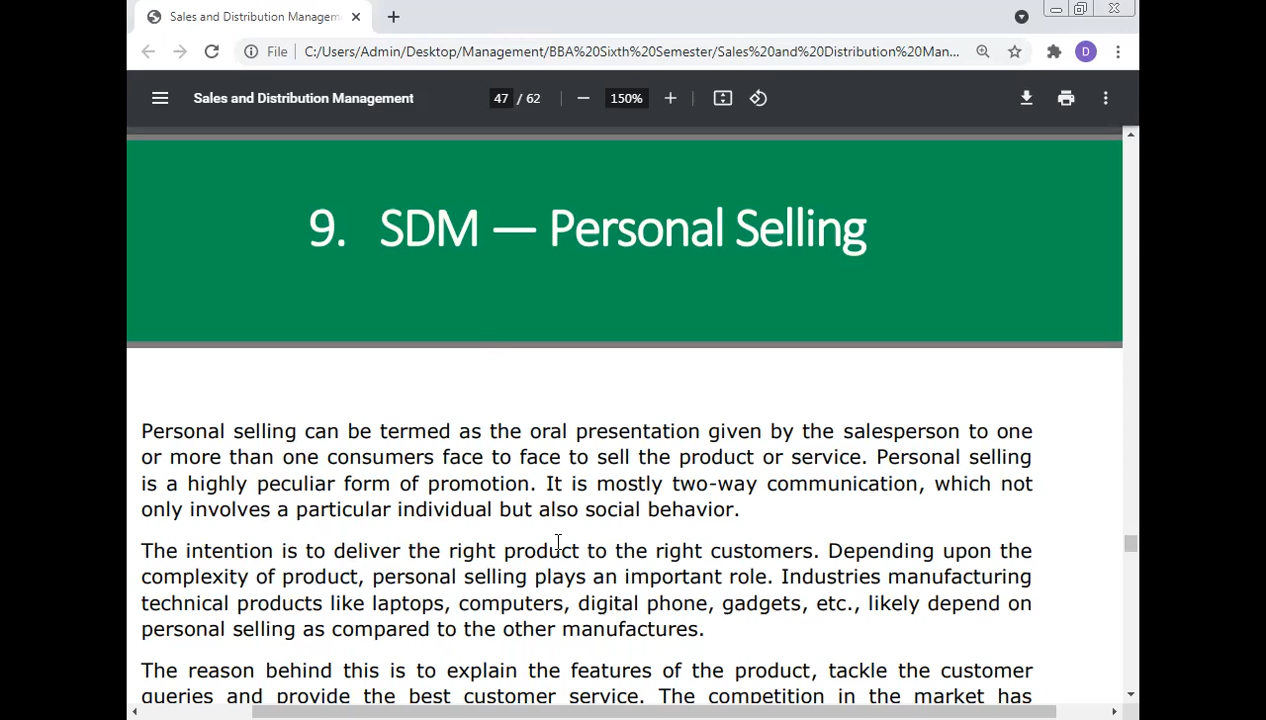 Sales and Distribution Managem
File C:/Users/Admin/Desktop/Management/BBA%20Sixth%20Semester/Sales%20and%20Distribution%20Man... D
Sales and Distribution Management 47 / 62 150%
9. SDM — Personal Selling
Personal selling can be termed as the oral presentation given by the salesperson to one
or more than one consumers face to face to sell the product or service. Personal selling
is a highly peculiar form of promotion. It is mostly two-way communication, which not
only involves a particular individual but also social behavior.
The intention is to deliver the right product to the right customers. Depending upon the
complexity of product, personal selling plays an important role. Industries manufacturing
technical products like laptops, computers, digital phone, gadgets, etc., likely depend on
personal selling as compared to the other manufactures.
The reason behind this is to explain the features of the product, tackle the customer
queries and provide the best customer service. The competition in the market has